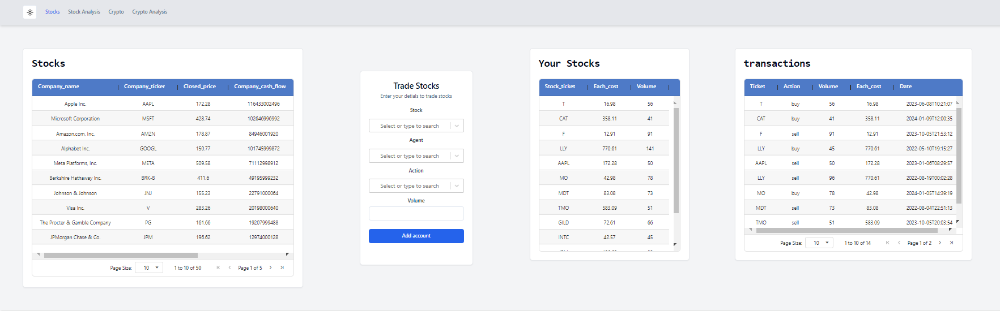 Stocks Stock Analysis Crypto Crypto Analysis
Stocks
Company_name Company_ticker Closed_price Company_cash_flow
Apple Inc. AAPL 172.28 116433002496
Microsoft Corporation MSFT 428.74 102646996992
Amazon.com, Inc. AMZN 178.87 84946001920
Alphabet Inc. GOOGL 150.77 101745999872
Meta Platforms, Inc. META 509.58 71112998912
Berkshire Hathaway Inc. BRK-B 411.6 49195999232
Johnson & Johnson JNJ 155.23 22791000064
Visa Inc. V 283.26 20198000640
The Procter & Gamble Company PG 161.66 19207999488
JPMorgan Chase & Co. JPM 196.62 12974000128
Page Size: 10 1 to 10 of 50 Page 1 of 5
Trade Stocks
Enter your detials to trade stocks
Stock
Select or type to search
Agent
Select or type to search
Action
Select or type to search
Volume
Add account
Your Stocks
Stock_ticket Each_cost Volume
T 16.98 56
CAT 358.11 41
F 12.91 91
LLY 770.61 141
AAPL 172.28 50
MO 42.98 78
MDT 83.08 73
TMO 583.09 51
GILD 72.61 66
INTC 42.57 45
transactions
Ticket Action Volume Each_cost Date
T buy 56 16.98 2023-06-08T10:21:07
CAT buy 41 358.11 2024-01-09T12:00:35
F sell 91 12.91 2023-10-05T21:53:12
LLY buy 45 770.61 2022-05-10T19:15:27
AAPL sell 50 172.28 2023-01-06T08:29:57
LLY sell 96 770.61 2022-08-19T00:02:28
MO buy 78 42.98 2024-01-05T14:39:19
MDT sell 73 83.08 2022-08-04T22:51:13
TMO sell 51 583.09 2023-10-05T20:03:54
Page Size: 10 1 to 10 of 14 Page 1 of 2